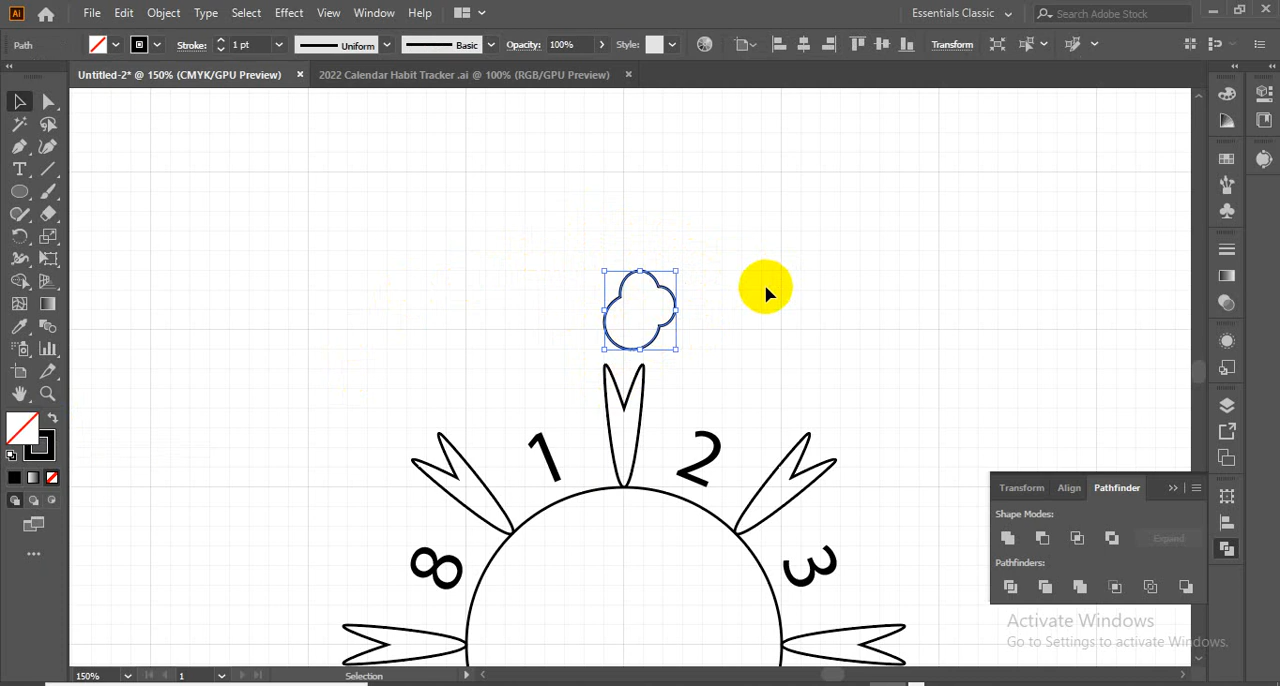 Ai File Edit Object Type Select Effect View Window Help Essentials Classic Search Adobe Stock
Path Stroke: 1 pt Uniform Basic Opacity: 100% Style: Transform
Untitled-2* @ 150% (CMYK/GPU Preview) × 2022 Calendar Habit Tracker .ai @ 100% (RGB/GPU Preview) ×
1 2
8 3
Transform Align Pathfinder
Shape Modes:
Expand
Pathfinders:
Activate Windows
Go to Settings to activate Windows.
150% 1 Selection